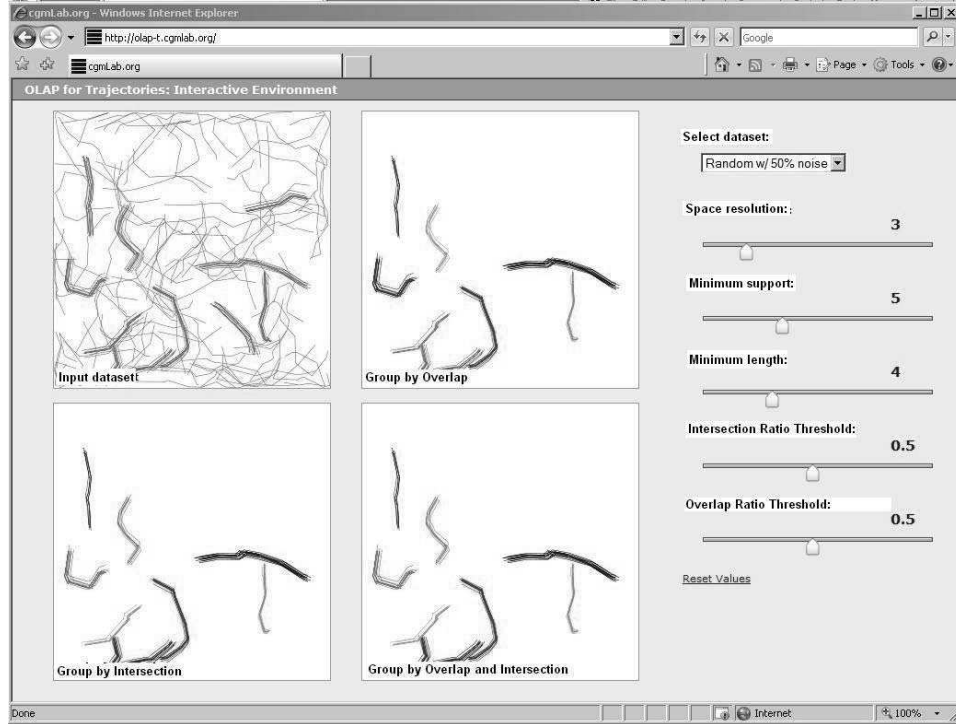 cgmLab.org - Windows Internet Explorer
http://olap-t.cgmlab.org/
Google
cgmLab.org
Page
Tools
OLAP for Trajectories: Interactive Environment
Input dataset:
Group by Overlap
Group by Intersection
Group by Overlap and Intersection
Select dataset:
Random w/ 50% noise
Space resolution: :
3
Minimum support:
5
Minimum length:
4
Intersection Ratio Threshold:
0.5
Overlap Ratio Threshold:
0.5
Reset Values
Done
Internet
100%